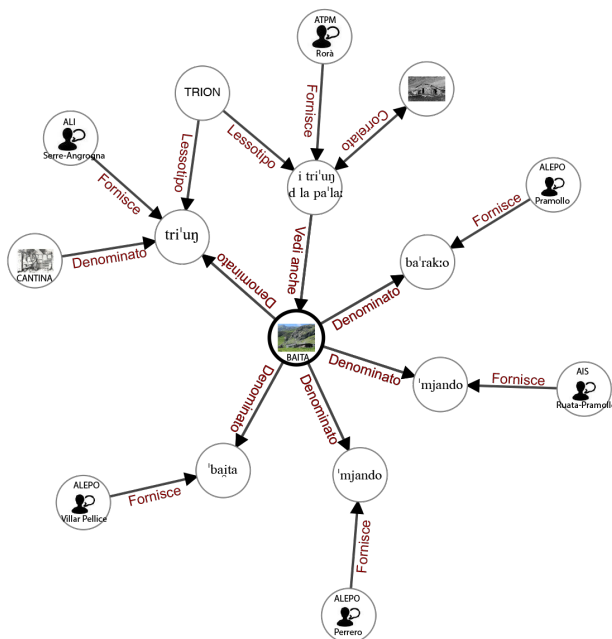 ATPM
Rorà
Fornisce
TRION
Lessotipo
Lessotipo
Correlato
ALI
Serre-Angrogna
Fornisce
i triˈuŋ
d la paˈlaː
ALEPO
Pramollo
Fornisce
triˈuŋ
Vedi anche
CANTINA
Denominato
Denominato
baˈrakːo
Denominato
BAITA
Denominato
ˈmjando
Fornisce
AIS
Ruata-Pramollo
Denominato
Denominato
ˈbai̯ta
ˈmjando
ALEPO
Villar Pellice
Fornisce
Fornisce
ALEPO
Perrero